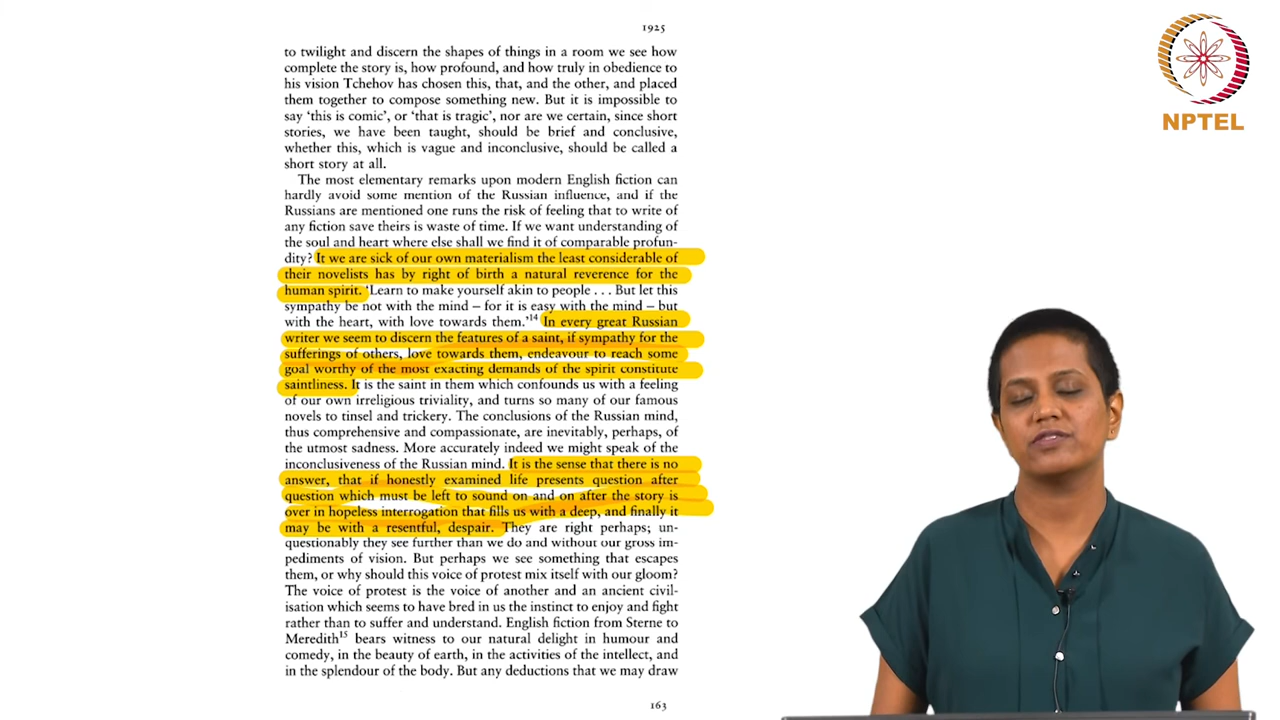 1925
to twilight and discern the shapes of things in a room we see how
complete the story is, how profound, and how truly in obedience to
his vision Tchehov has chosen this, that, and the other, and placed
them together to compose something new. But it is impossible to
say ‘this is comic’, or ‘that is tragic’, nor are we certain, since short
stories, we have been taught, should be brief and conclusive,
whether this, which is vague and inconclusive, should be called a
short story at all.
The most elementary remarks upon modern English fiction can
hardly avoid some mention of the Russian influence, and if the
Russians are mentioned one runs the risk of feeling that to write of
any fiction save theirs is waste of time. If we want understanding of
the soul and heart where else shall we find it of comparable profun-
dity? It we are sick of our own materialism the least considerable of
their novelists has by right of birth a natural reverence for the
human spirit. ‘Learn to make yourself akin to people . . . But let this
sympathy be not with the mind – for it is easy with the mind – but
with the heart, with love towards them.’14 In every great Russian
writer we seem to discern the features of a saint, if sympathy for the
sufferings of others, love towards them, endeavour to reach some
goal worthy of the most exacting demands of the spirit constitute
saintliness. It is the saint in them which confounds us with a feeling
of our own irreligious triviality, and turns so many of our famous
novels to tinsel and trickery. The conclusions of the Russian mind,
thus comprehensive and compassionate, are inevitably, perhaps, of
the utmost sadness. More accurately indeed we might speak of the
inconclusiveness of the Russian mind. It is the sense that there is no
answer, that if honestly examined life presents question after
question which must be left to sound on and on after the story is
over in hopeless interrogation that fills us with a deep, and finally it
may be with a resentful, despair. They are right perhaps; un-
questionably they see further than we do and without our gross im-
pediments of vision. But perhaps we see something that escapes
them, or why should this voice of protest mix itself with our gloom?
The voice of protest is the voice of another and an ancient civil-
isation which seems to have bred in us the instinct to enjoy and fight
rather than to suffer and understand. English fiction from Sterne to
Meredith15 bears witness to our natural delight in humour and
comedy, in the beauty of earth, in the activities of the intellect, and
in the splendour of the body. But any deductions that we may draw
163
NPTEL